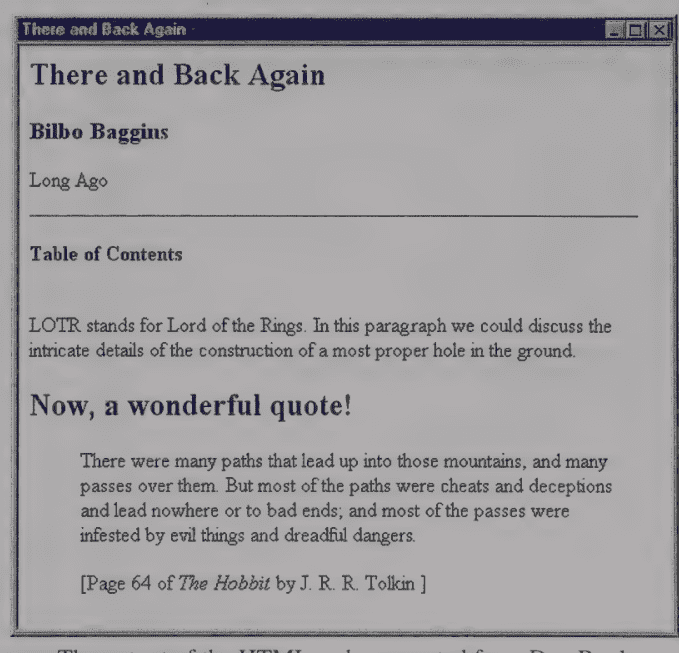 There and Back Again
There and Back Again
Bilbo Baggins
Long Ago
Table of Contents
LOTR stands for Lord of the Rings. In this paragraph we could discuss the
intricate details of the construction of a most proper hole in the ground.
Now, a wonderful quote!
There were many paths that lead up into those mountains, and many
passes over them. But most of the paths were cheats and deceptions
and lead nowhere or to bad ends; and most of the passes were
infested by evil things and dreadful dangers.
[Page 64 of The Hobbit by J. R. R. Tolkin ]